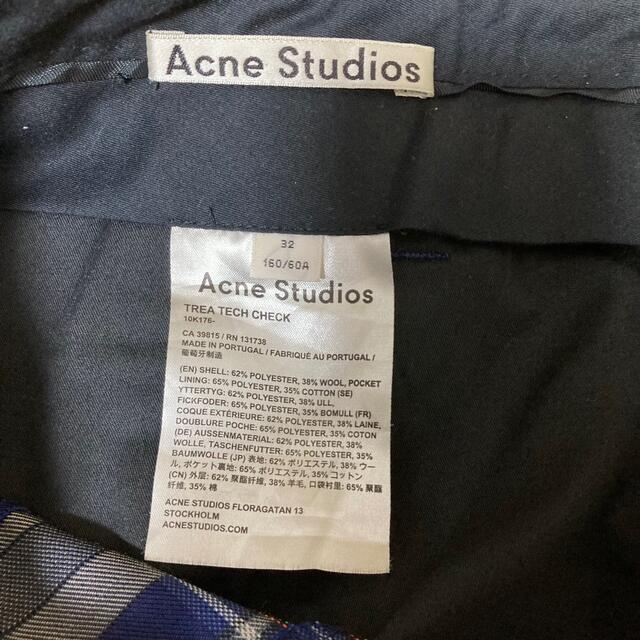 Acne Studios
32
160/60A
Acne Studios
TREA TECH CHECK
10K176-
CA 39815 / RN 131738
MADE IN PORTUGAL / FABRIQUÉ AU PORTUGAL /
葡萄牙制造
(EN) SHELL: 62% POLYESTER, 38% WOOL, POCKET
LINING: 65% POLYESTER, 35% COTTON (SE)
YTTERTYG: 62% POLYESTER, 38% ULL,
FICKFODER: 65% POLYESTER, 35% BOMULL (FR)
COQUE EXTÉRIEURE: 62% POLYESTER, 38% LAINE,
DOUBLURE POCHE: 65% POLYESTER, 35% COTON
(DE) AUSSENMATERIAL: 62% POLYESTER, 38%
WOLLE, TASCHENFUTTER: 65% POLYESTER, 35%
BAUMWOLLE (JP) 表地: 62% ポリエステル, 38% ウー
ル, ポケット裏地: 65% ポリエステル, 35% コットン
(CN) 外层: 62% 聚酯纤维, 38% 羊毛, 口袋衬里: 65% 聚酯
纤维, 35% 棉
ACNE STUDIOS FLORAGATAN 13
STOCKHOLM
ACNESTUDIOS.COM